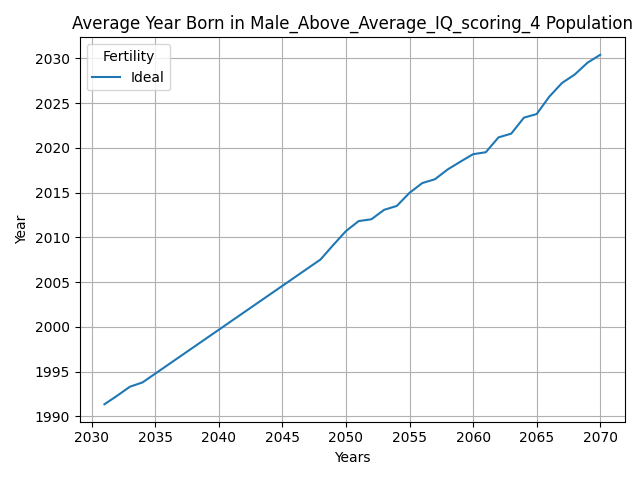 Average Year Born in Male_Above_Average_IQ_scoring_4 Population
Fertility
Ideal
2030
2025
2020
2015
2010
2005
2000
1995
1990
Year
2030 2035 2040 2045 2050 2055 2060 2065 2070
Years